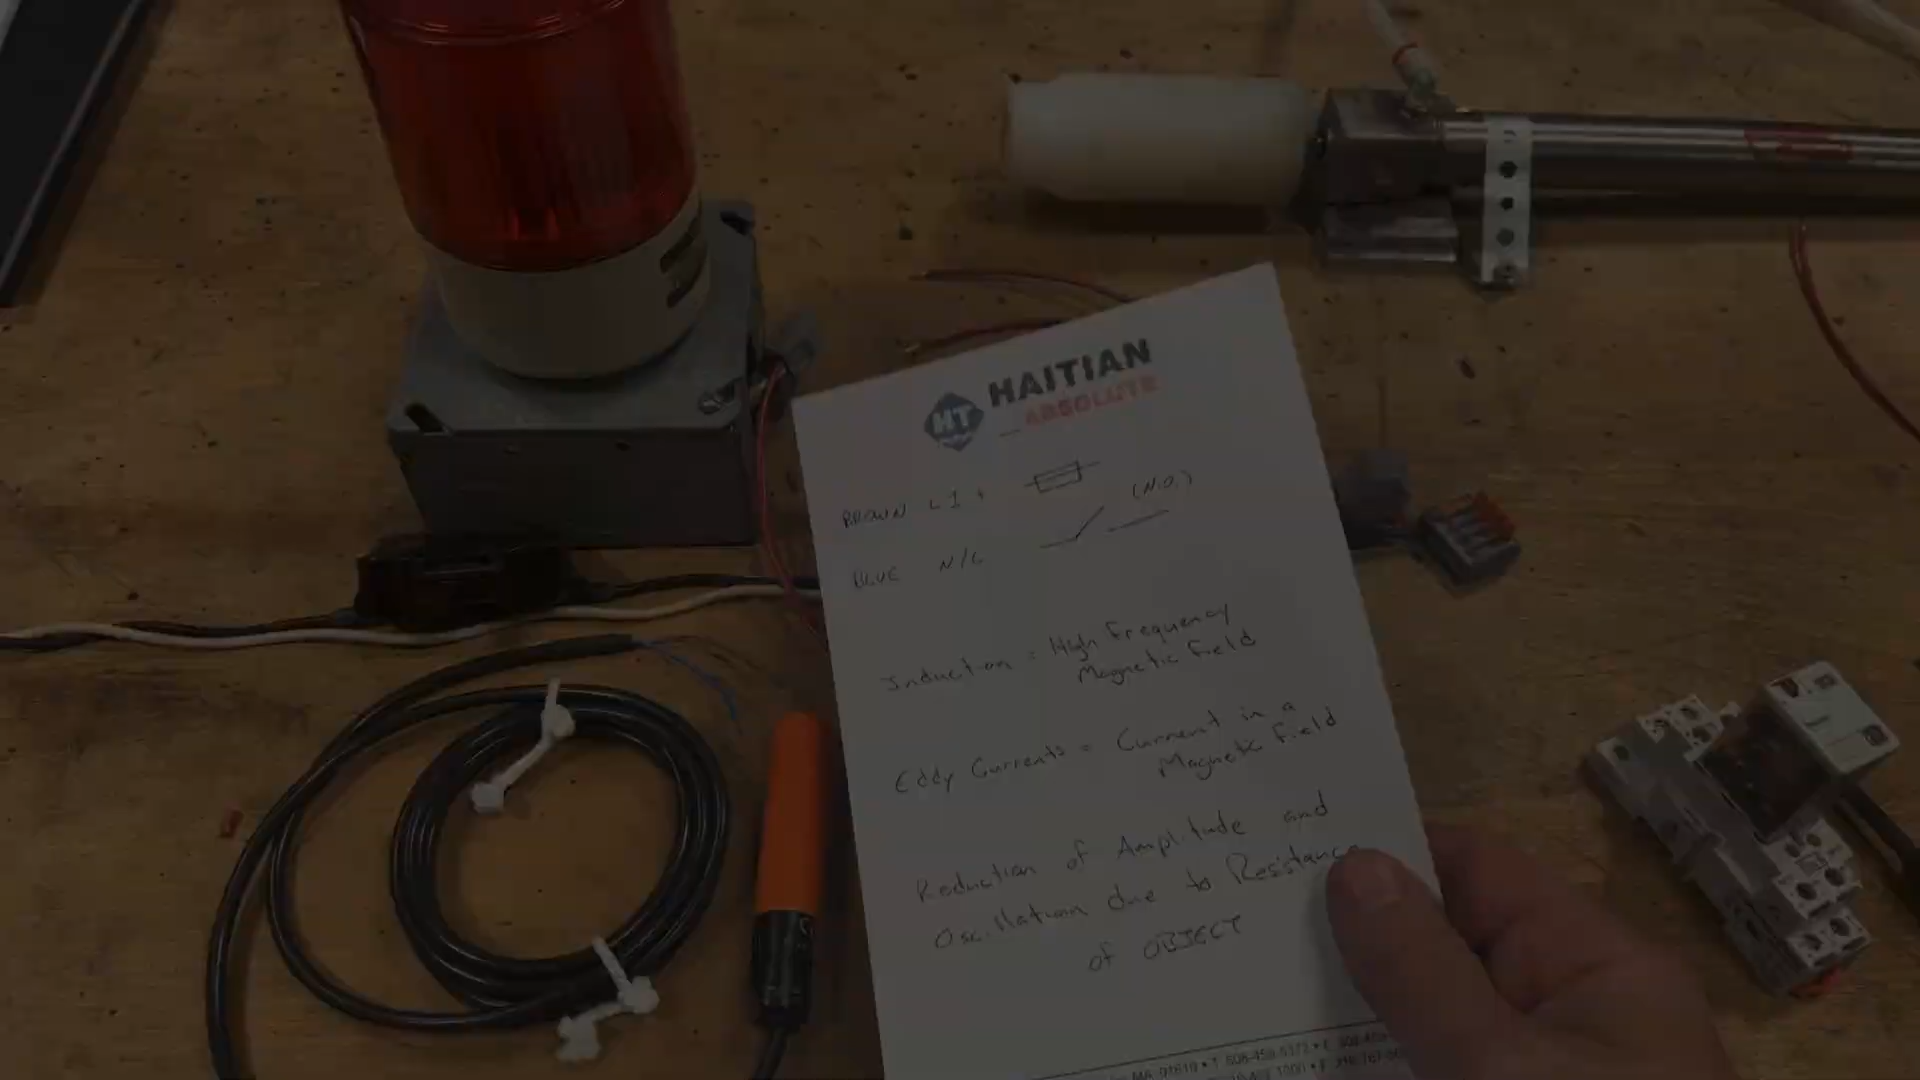 HAITIAN
HT
ABSOLUTE
BROWN L1+
(N.O.)
BLUE N/C
Induction = High Frequency
Magnetic Field
Eddy Currents = Current in a
Magnetic Field
Reduction of Amplitude and
Oscillation due to Resistance
of OBJECT